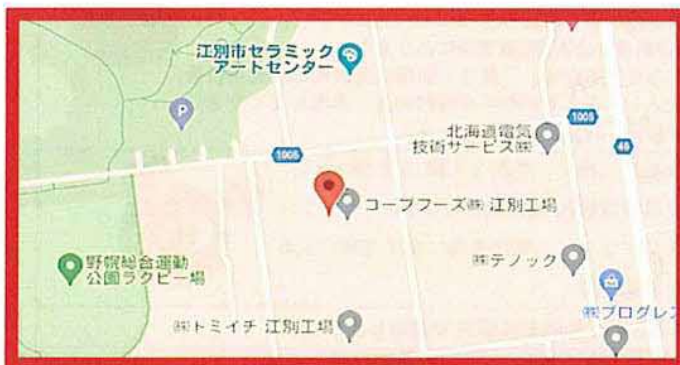 江別市セラミック
アートセンター
P
1005
北海道電気
技術サービス㈱
1005
46
コープフーズ㈱ 江別工場
野幌総合運動
公園ラグビー場
㈱テノック
㈱プログレス
㈱トミイチ 江別工場